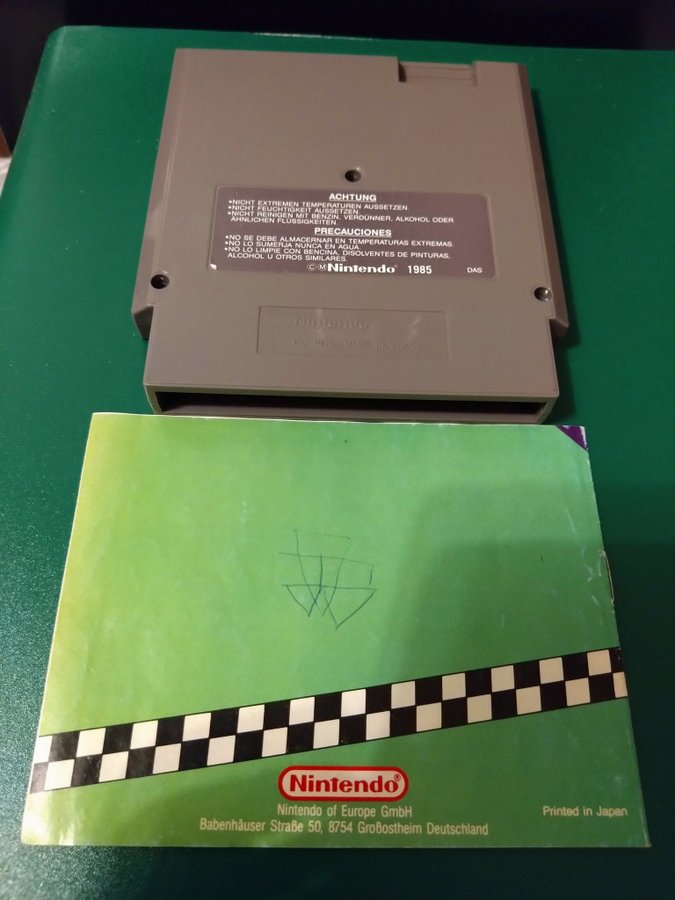 ACHTUNG
•NICHT EXTREMEN TEMPERATUREN AUSSETZEN.
•NICHT FEUCHTIGKEIT AUSSETZEN.
•NICHT REINIGEN MIT BENZIN, VERDÜNNER, ALKOHOL ODER
ÄHNLICHEN FLÜSSIGKEITEN.
PRECAUCIONES
•NO SE DEBE ALMACERNAR EN TEMPERATURAS EXTREMAS.
•NO LO SUMERJA NUNCA EN AGUA.
•NO LO LIMPIE CON BENCINA, DISOLVENTES DE PINTURAS,
ALCOHOL U OTROS SIMILARES.
©M Nintendo® 1985 DAS
Nintendo
PAT. PEND. MADE IN JAPAN
Nintendo®
Nintendo of Europe GmbH
Babenhäuser Straße 50, 8754 Großostheim Deutschland
Printed in Japan